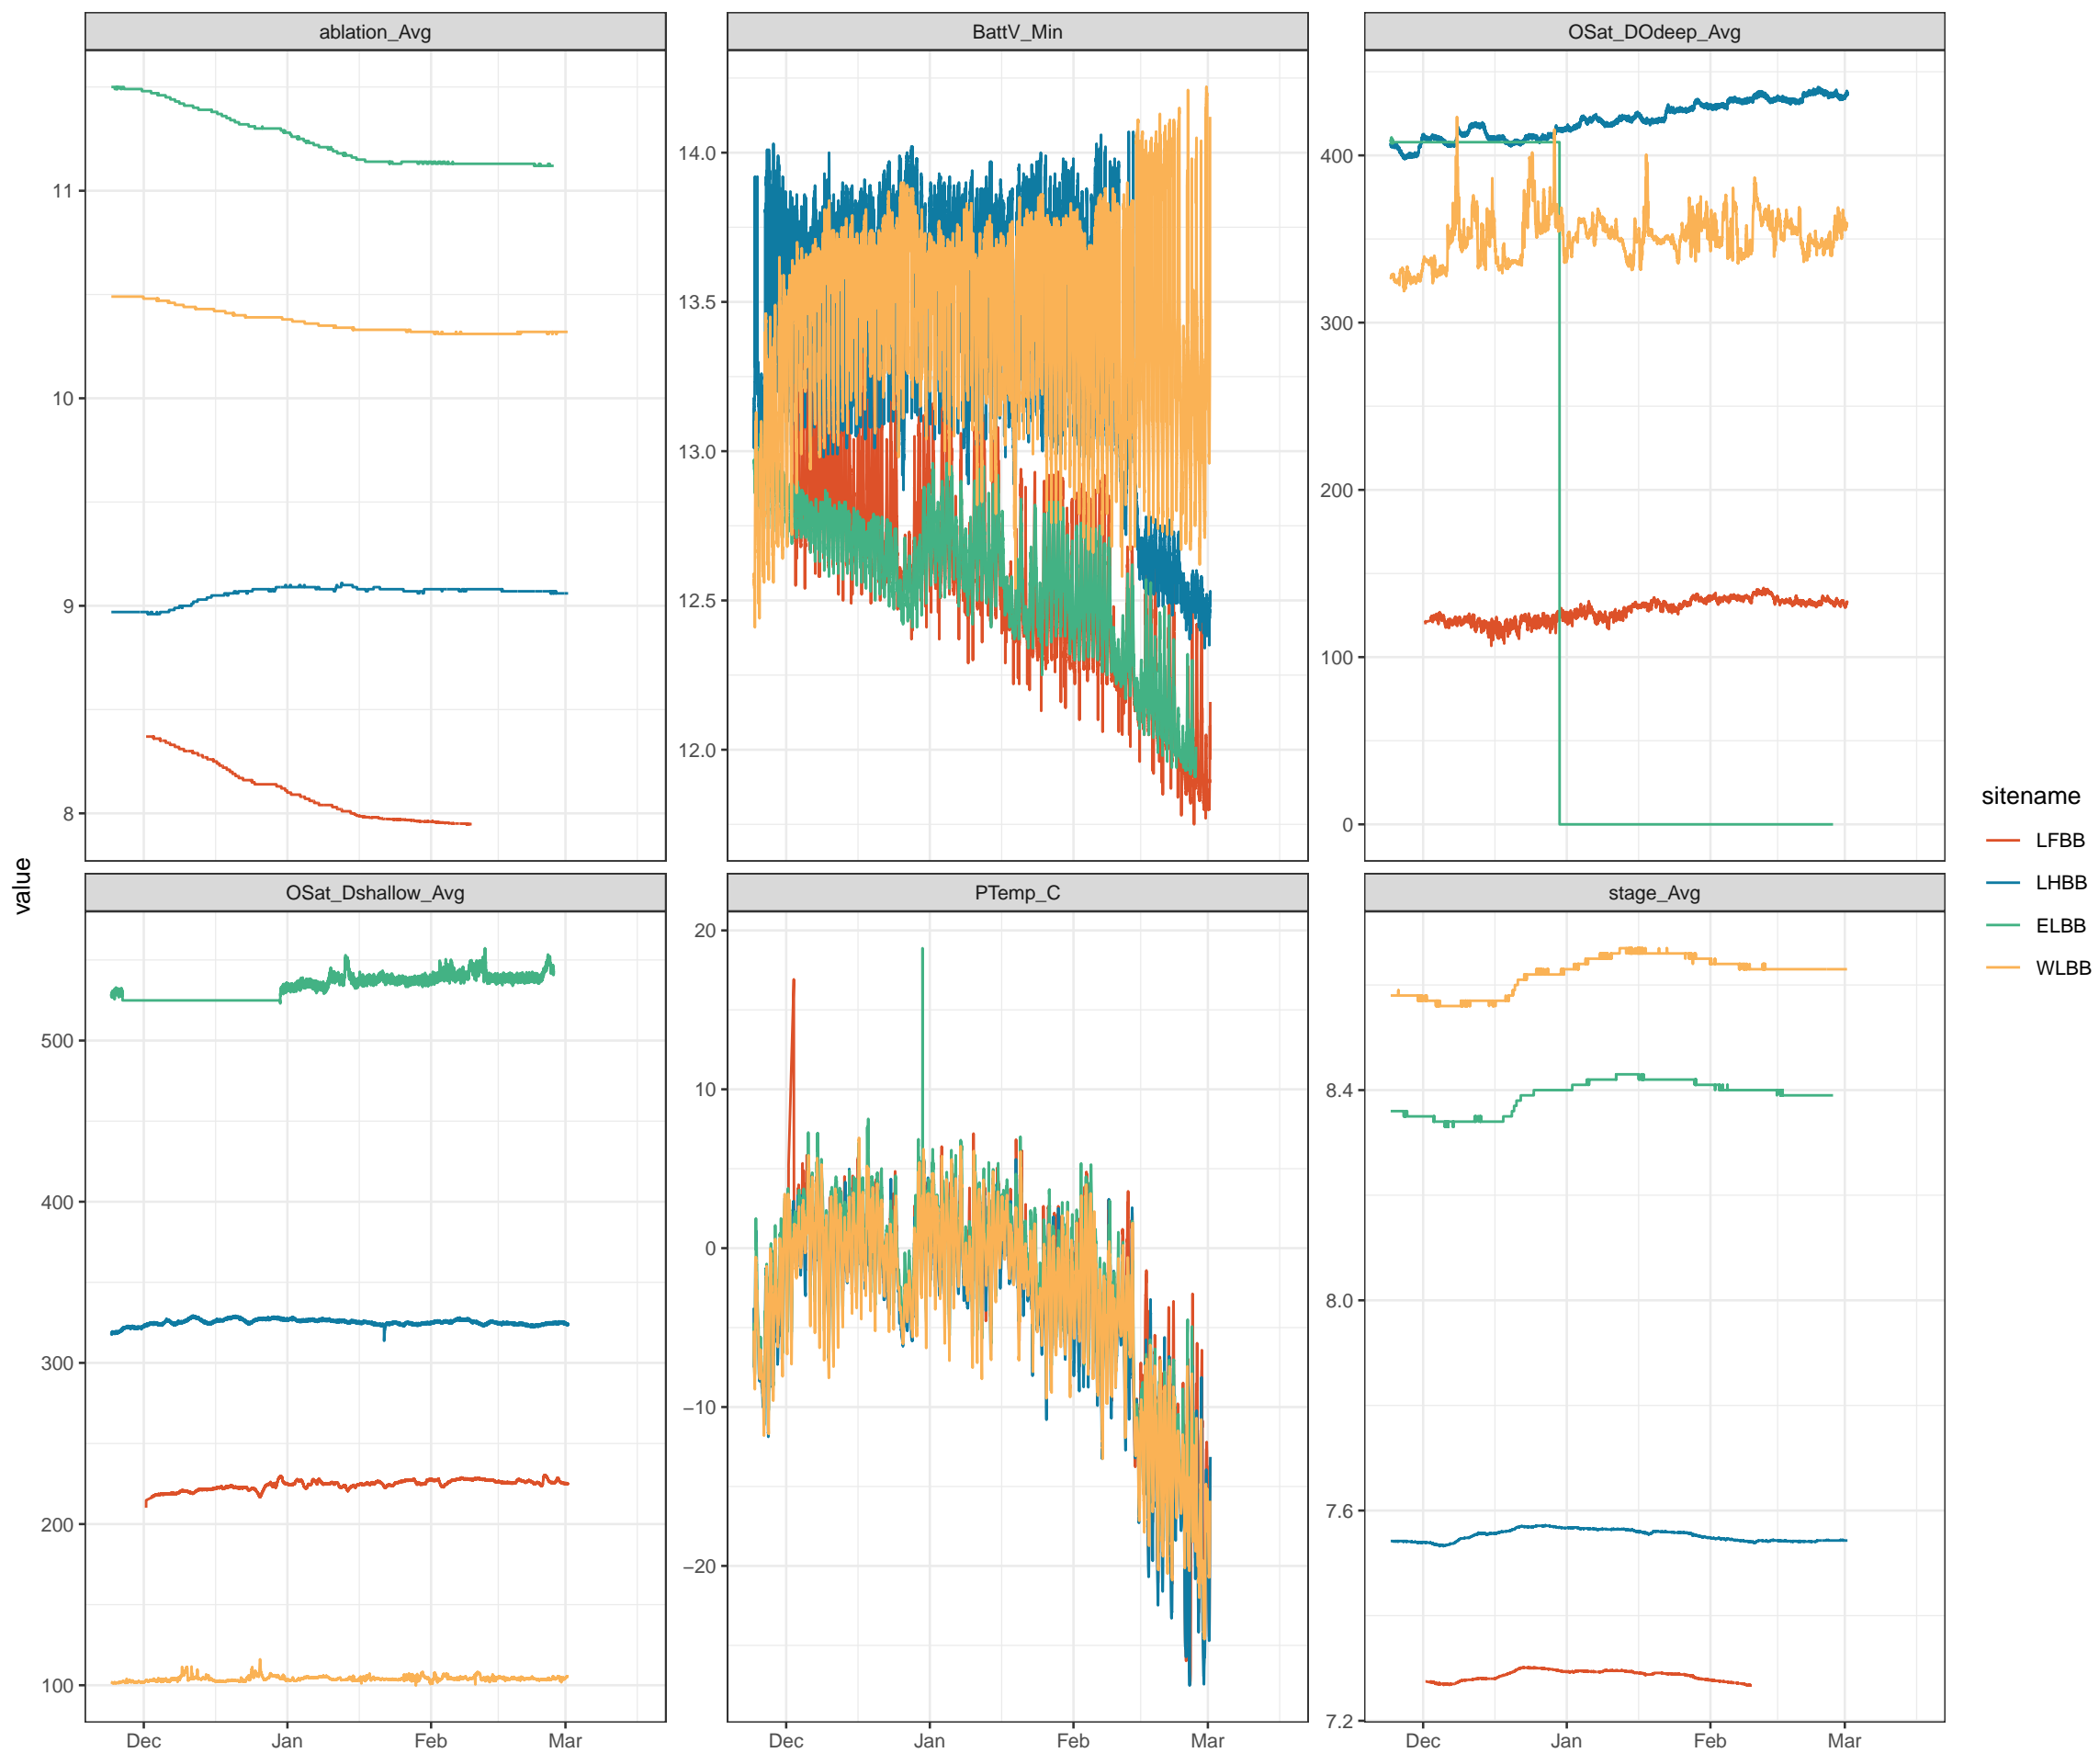 ablation_Avg
BattV_Min
OSat_DOdeep_Avg
11
10
9
8
14.0
13.5
13.0
12.5
12.0
400
300
200
100
0
value
OSat_Dshallow_Avg
PTemp_C
stage_Avg
500
400
300
200
100
20
10
0
−10
−20
8.4
8.0
7.6
7.2
Dec Jan Feb Mar
Dec Jan Feb Mar
Dec Jan Feb Mar
sitename
LFBB
LHBB
ELBB
WLBB